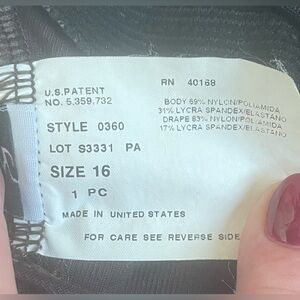 U.S. PATENT
NO. 5,359,732
STYLE 0360
LOT S3331 PA
SIZE 16
1 PC
MADE IN UNITED STATES
FOR CARE SEE REVERSE SIDE
RN 40168
BODY 69% NYLON/POLIAMIDA
31% LYCRA SPANDEX/ELASTANO
DRAPE 83% NYLON/POLIAMIDA
17% LYCRA SPANDEX/ELASTANO